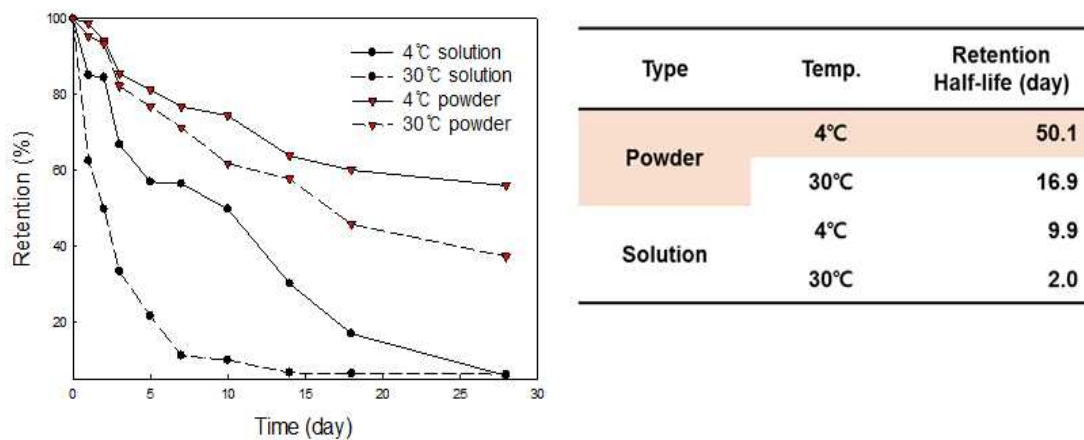 100
80
60
40
20
0
5
10
15
20
25
30
Retention (%)
Time (day)
4℃ solution
30℃ solution
4℃ powder
30℃ powder
Type Temp. Retention
Half-life (day)
Powder
4℃ 50.1
30℃ 16.9
Solution
4℃ 9.9
30℃ 2.0